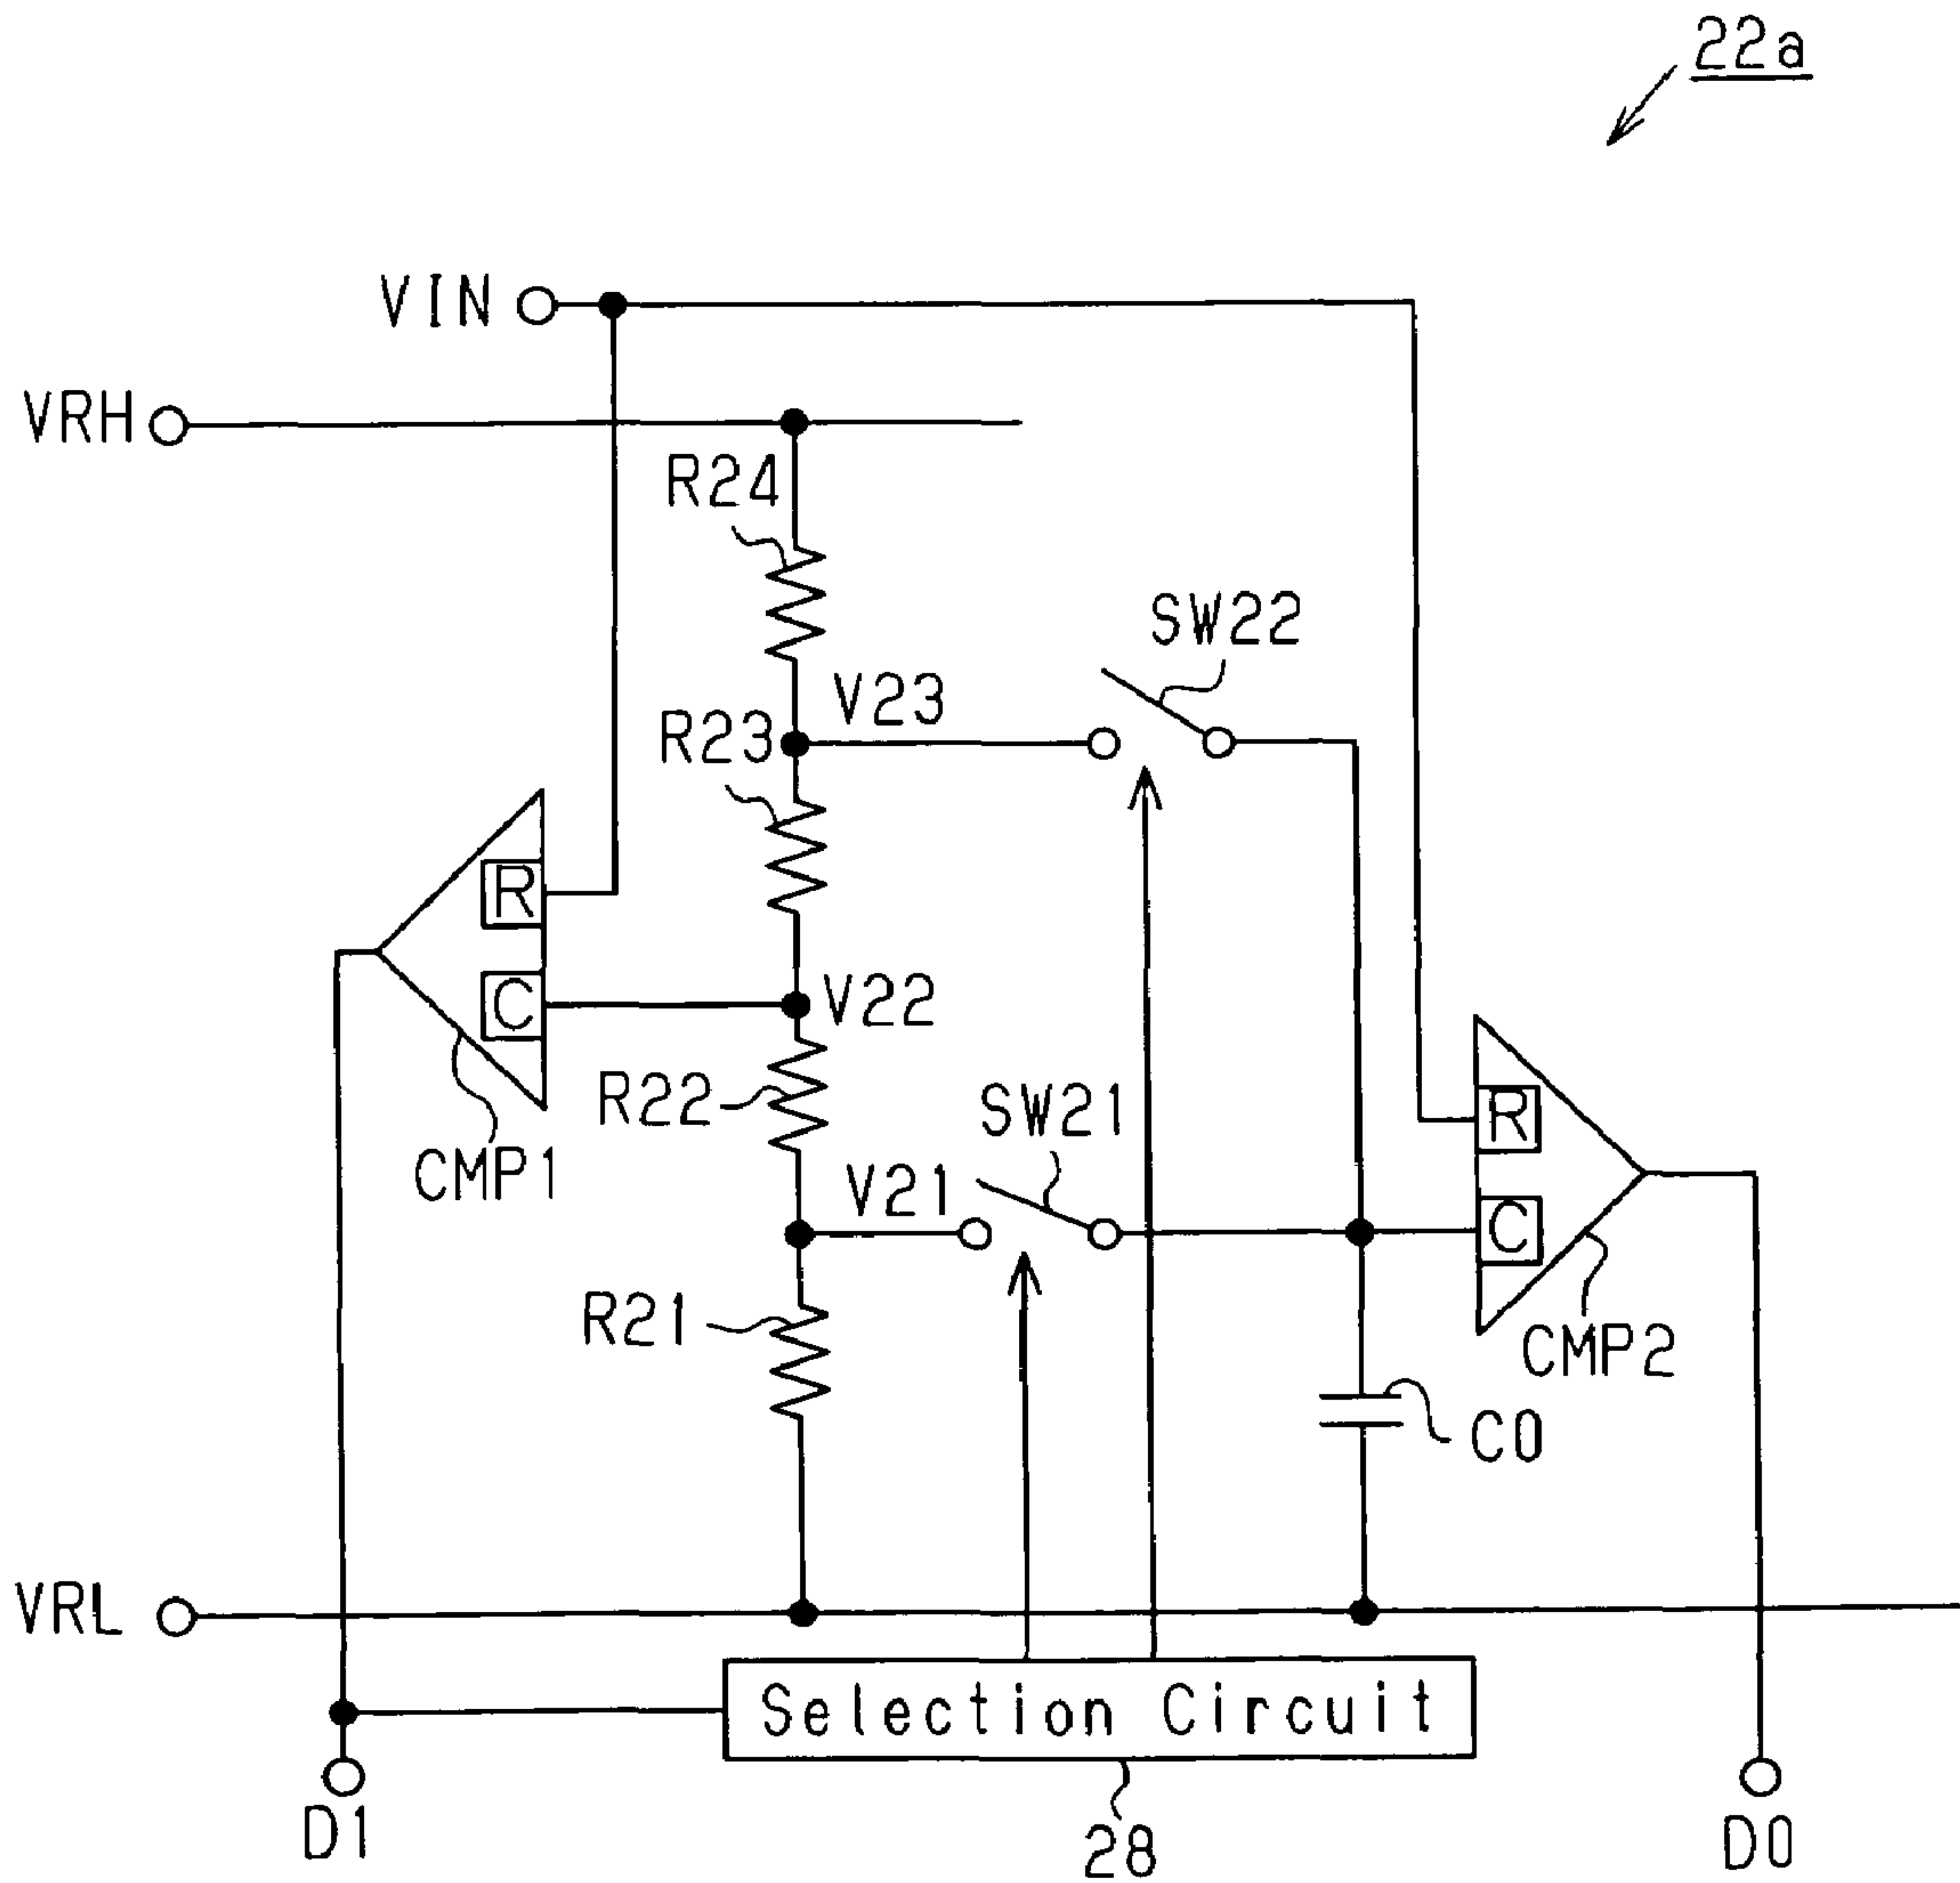 22a
VIN
VRH
R24
SW22
V23
R23
R
C
V22
R22
SW21
R
CMP1
V21
C
R21
CMP2
C0
VRL
Selection Circuit
D1
28
D0